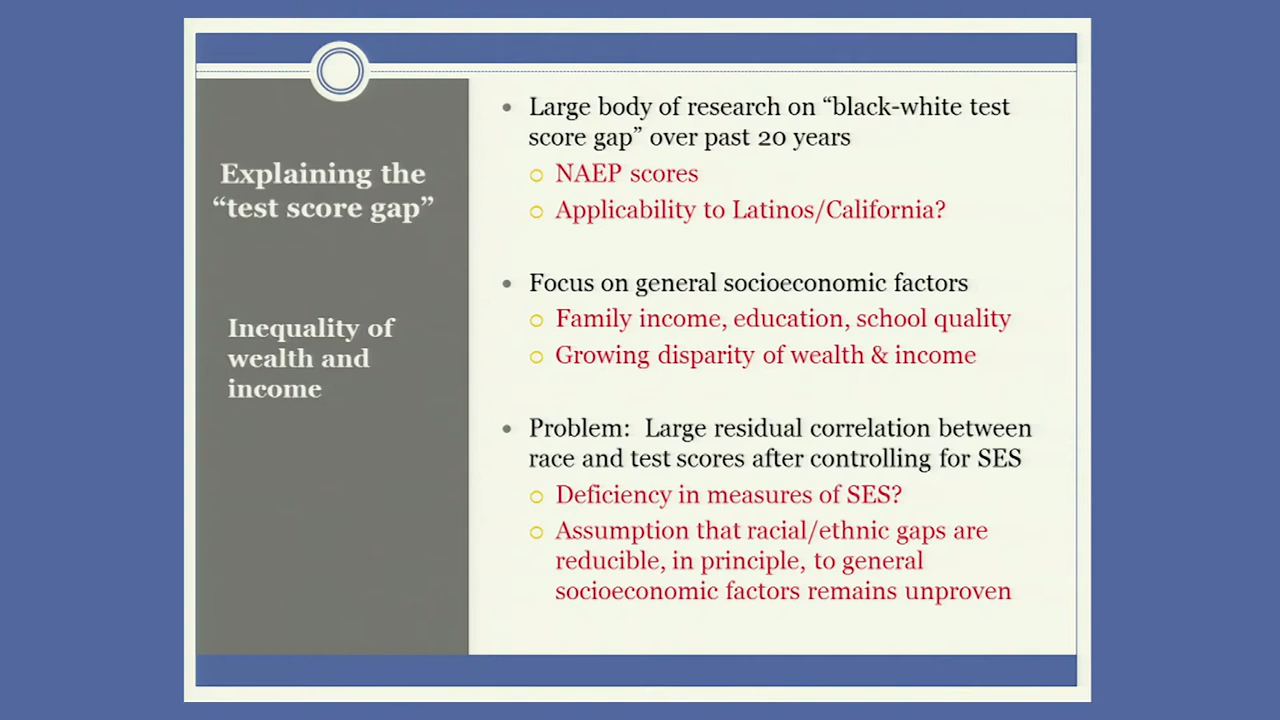 Explaining the
“test score gap”
Inequality of
wealth and
income
Large body of research on “black-white test
score gap” over past 20 years
NAEP scores
Applicability to Latinos/California?
Focus on general socioeconomic factors
Family income, education, school quality
Growing disparity of wealth & income
Problem:  Large residual correlation between
race and test scores after controlling for SES
Deficiency in measures of SES?
Assumption that racial/ethnic gaps are
reducible, in principle, to general
socioeconomic factors remains unproven